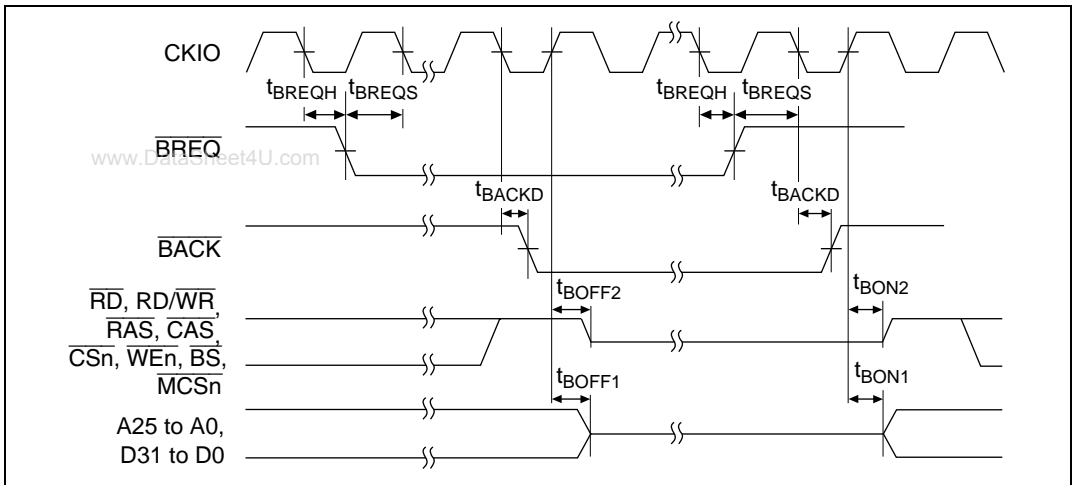 CKIO
tBREQH tBREQS tBREQH tBREQS
BREQ
www.DataSheet4U.com
tBACKD tBACKD
BACK
RD, RD/WR,
RAS, CAS,
CSn, WEn, BS,
MCSn
tBOFF2 tBON2
tBOFF1 tBON1
A25 to A0,
D31 to D0